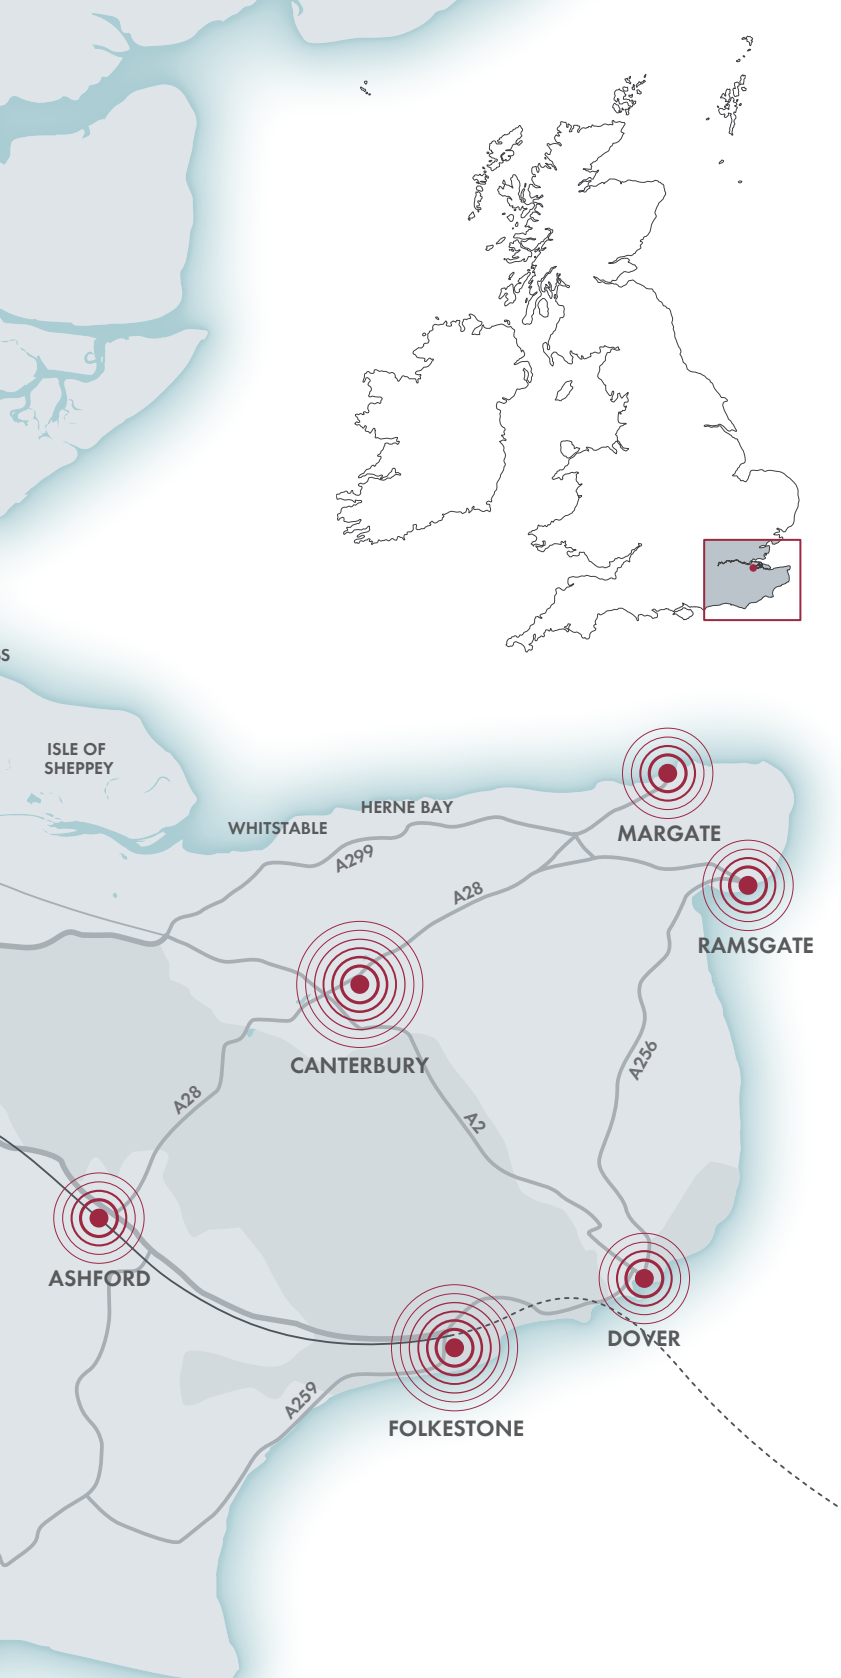 S
ISLE OF
SHEPPEY
HERNE BAY
WHITSTABLE
MARGATE
A299
A28
RAMSGATE
CANTERBURY
A256
A28
A2
ASHFORD
DOVER
A259
FOLKESTONE